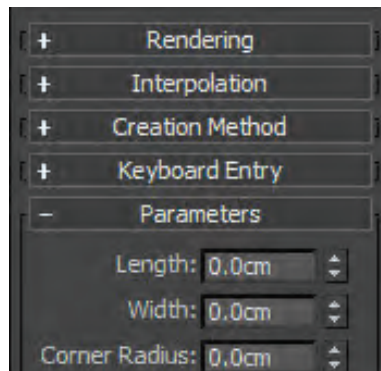 + Rendering
+ Interpolation
+ Creation Method
+ Keyboard Entry
- Parameters
Length: 0.0cm
Width: 0.0cm
Corner Radius: 0.0cm